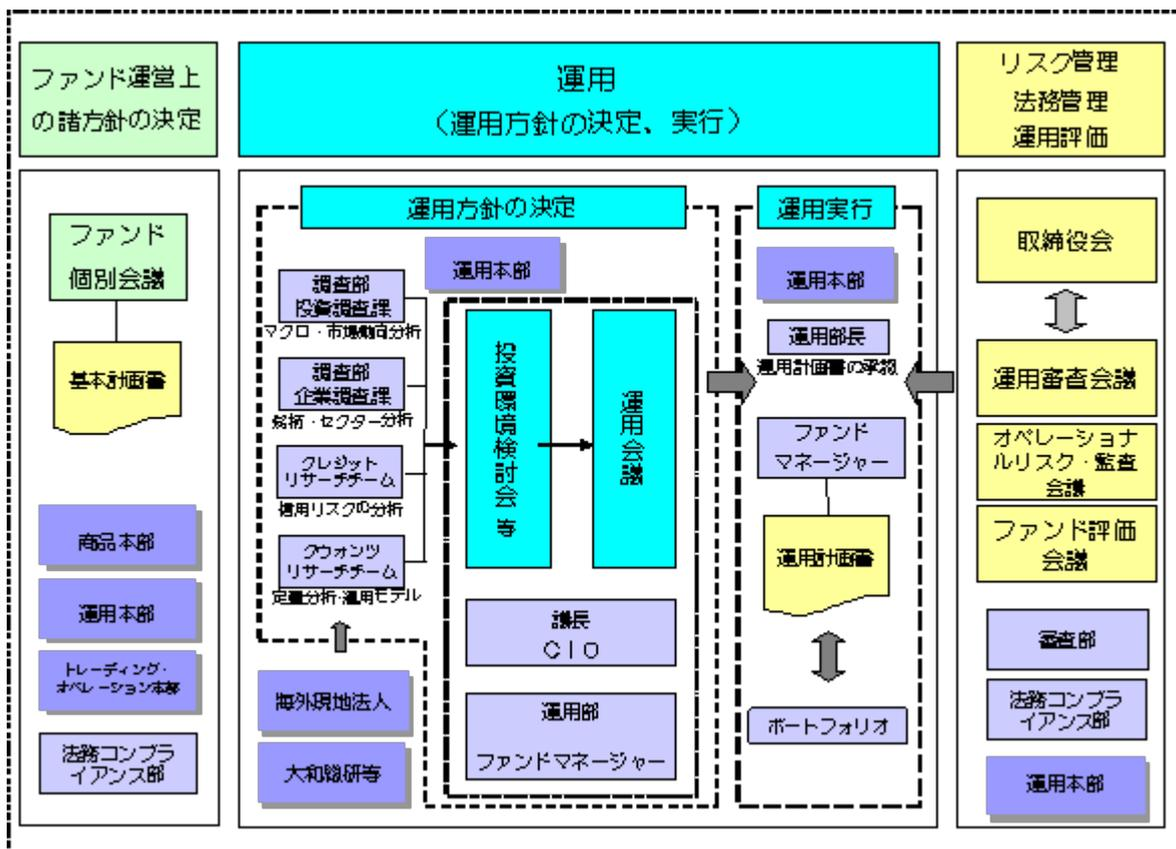 ファンド運営上
の諸方針の決定
運用
（運用方針の決定、実行）
リスク管理
法務管理
運用評価
ファンド
個別会議
基本計画書
商品本部
運用本部
トレーディング・
オペレーション本部
法務コンプラ
イアンス部
運用方針の決定
運用本部
調査部
投資調査課
マクロ・市場動向分析
調査部
企業調査課
銘柄・セクター分析
クレジット
リサーチチーム
信用リスクの分析
クウォンツ
リサーチチーム
定量分析・運用モデル
海外現地法人
大和総研等
投資環境検討会 等
運用会議
議長
ＣＩＯ
運用部
ファンドマネージャー
運用実行
運用本部
運用部長
運用計画書の承認
ファンド
マネージャー
運用計画書
ポートフォリオ
取締役会
運用審査会議
オペレーショナ
ルリスク・監査
会議
ファンド評価
会議
審査部
法務コンプラ
イアンス部
運用本部